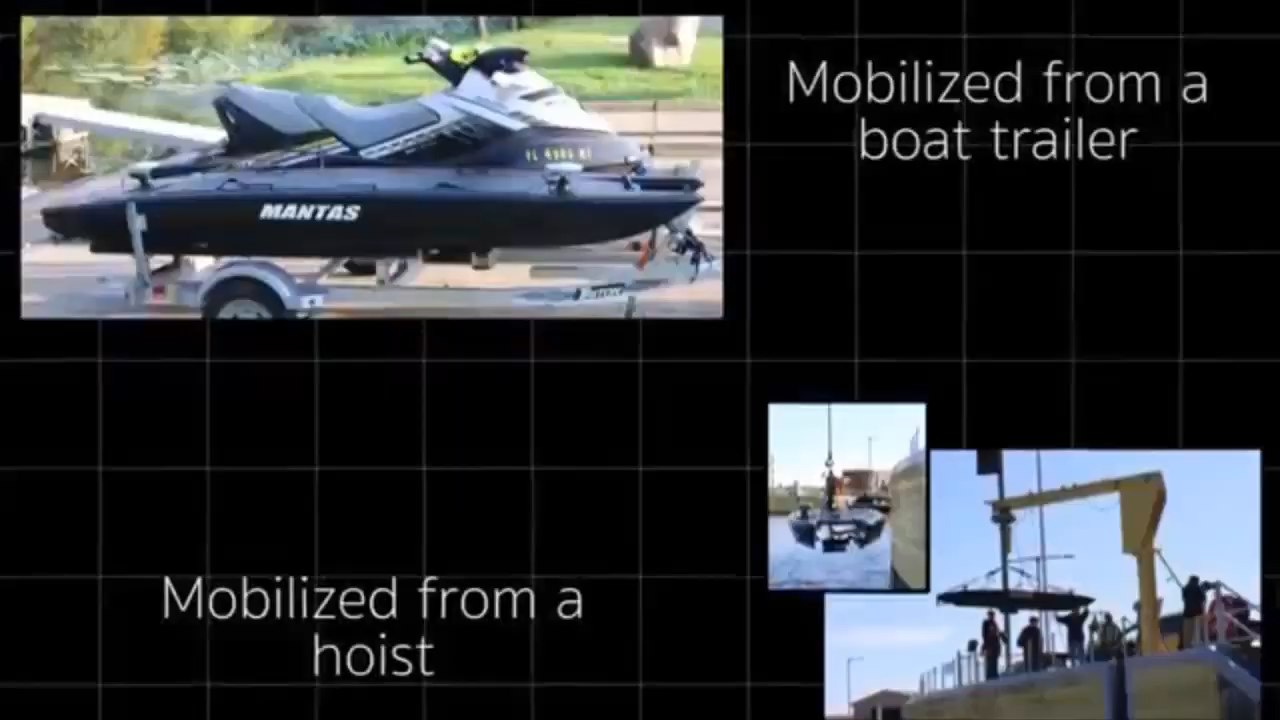 Mobilized from a
boat trailer
MANTAS
Mobilized from a
hoist